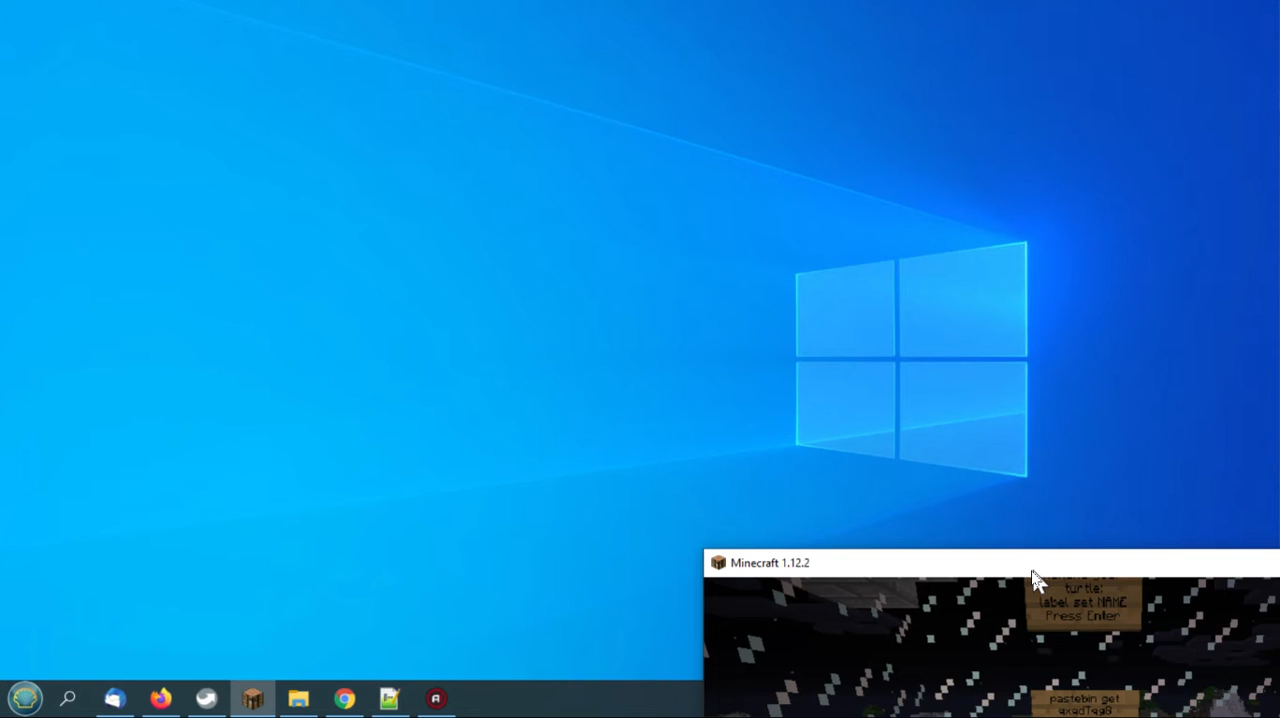 Minecraft 1.12.2
turtle:
label set NAME
Press Enter
pastebin get